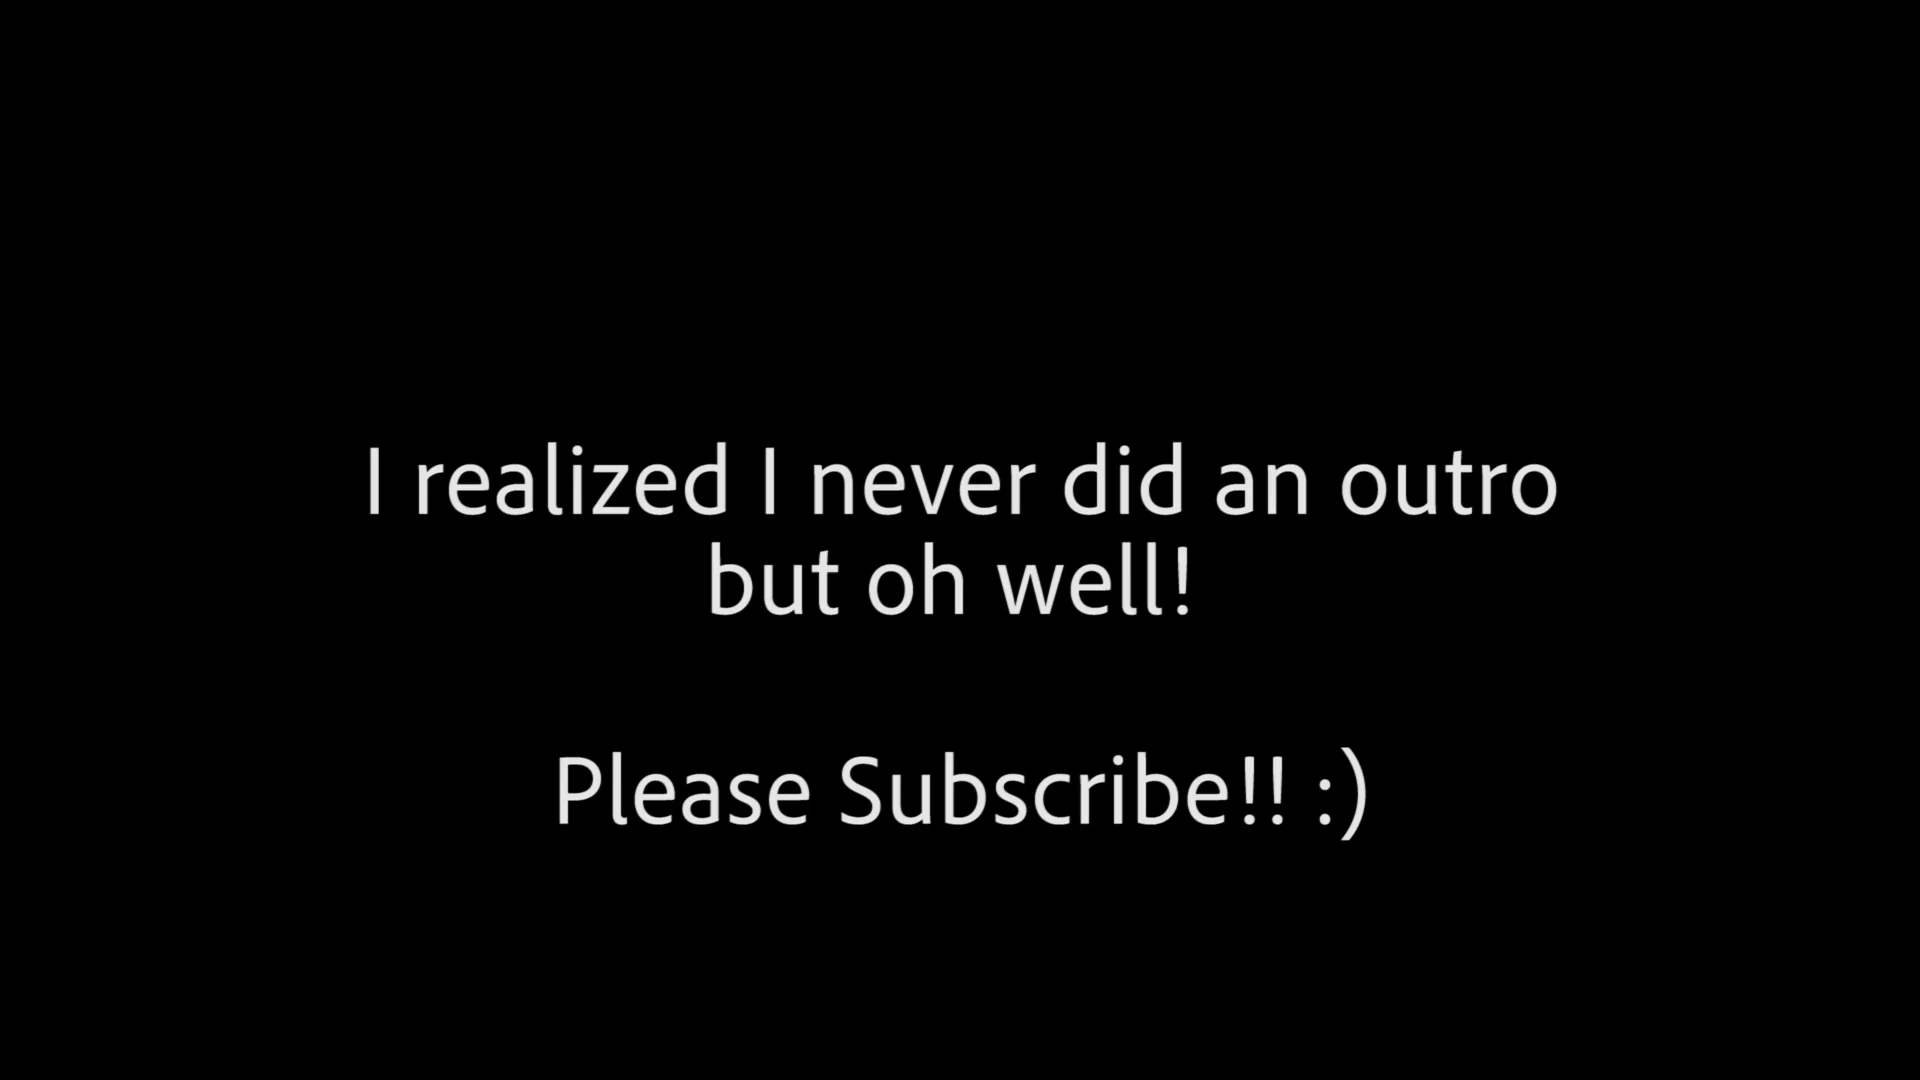 I realized I never did an outro
but oh well!
Please Subscribe!! :)